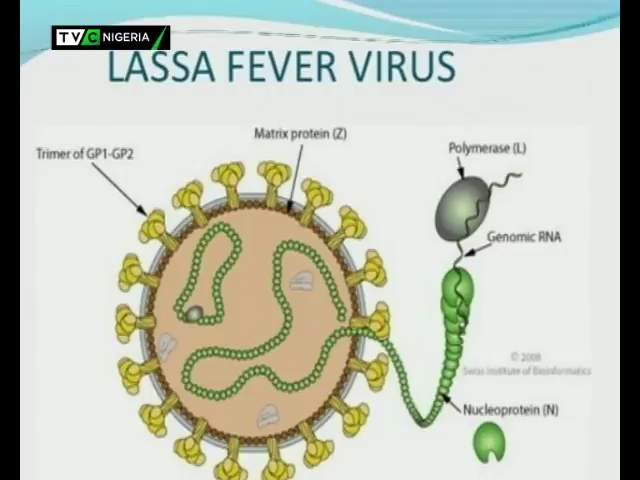 TVC NIGERIA
LASSA FEVER VIRUS
Matrix protein (Z)
Trimer of GP1-GP2
Polymerase (L)
Genomic RNA
© 2008
Swiss Institute of Bioinformatics
Nucleoprotein (N)